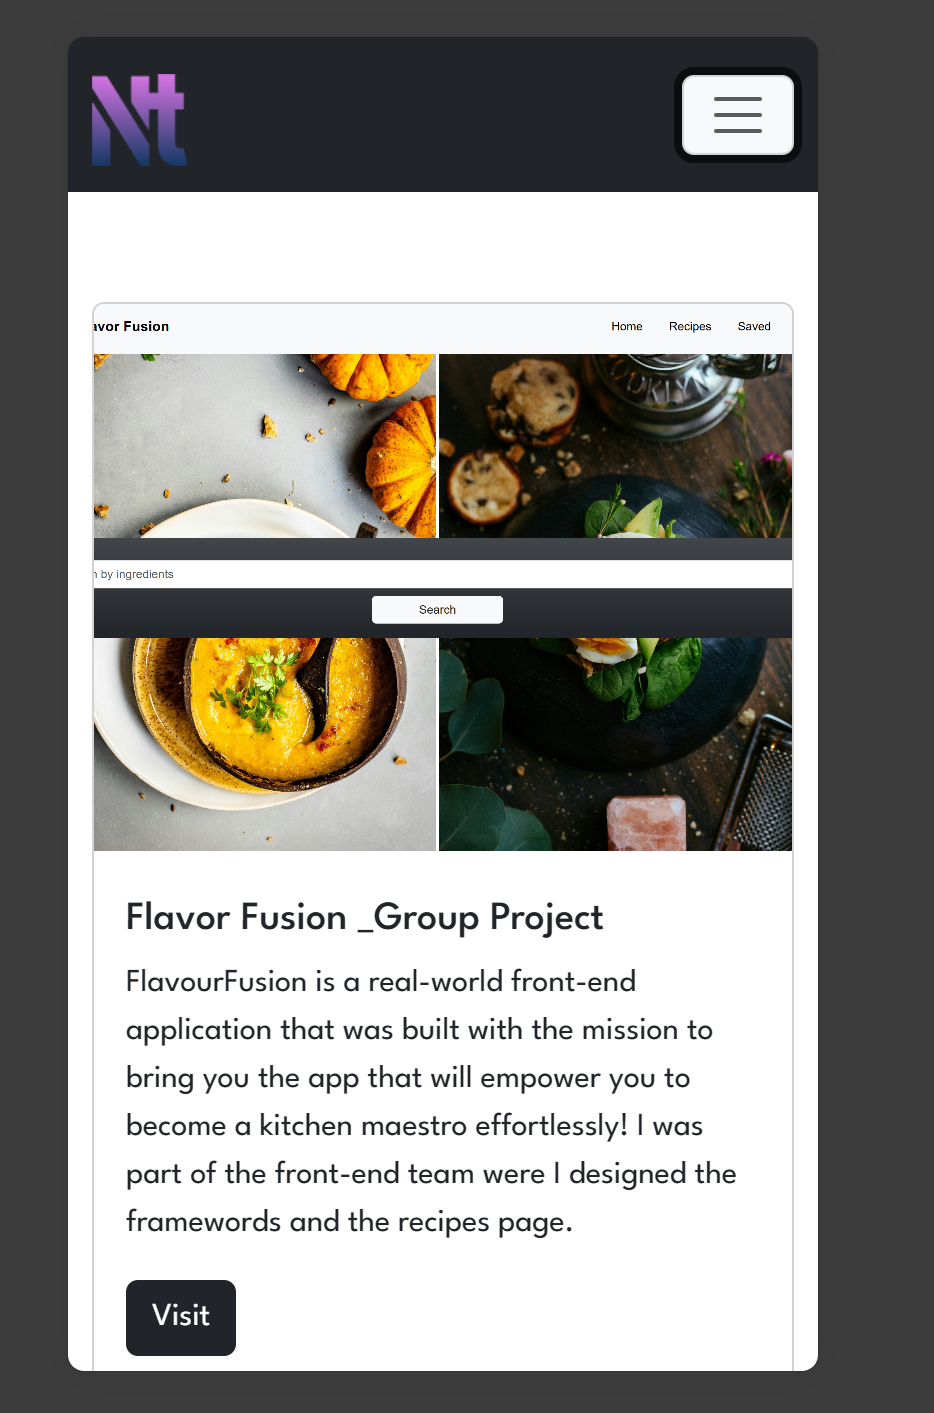 Nt
avor Fusion
Home Recipes Saved
by ingredients
Search
Flavor Fusion _Group Project
FlavourFusion is a real-world front-end
application that was built with the mission to
bring you the app that will empower you to
become a kitchen maestro effortlessly! I was
part of the front-end team were I designed the
framewords and the recipes page.
Visit